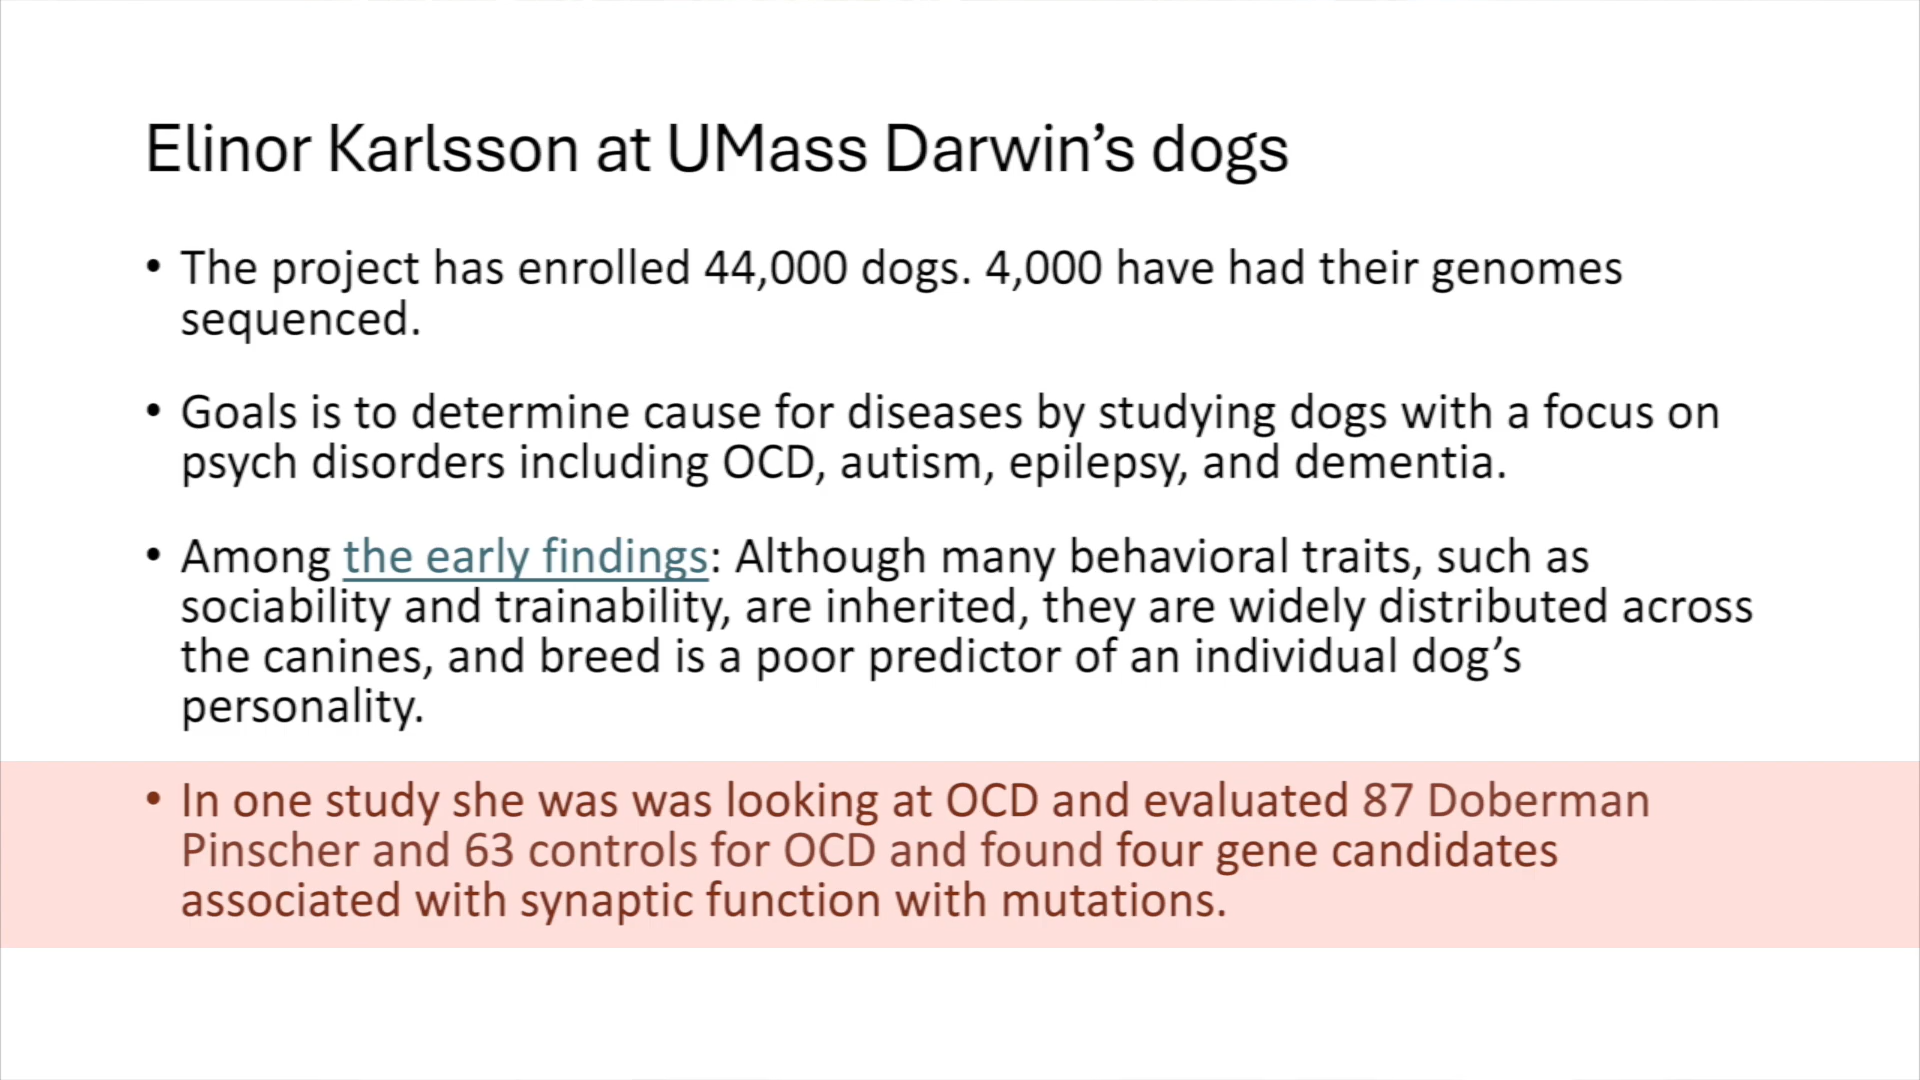 Elinor Karlsson at UMass Darwin’s dogs
• The project has enrolled 44,000 dogs. 4,000 have had their genomes
sequenced.
• Goals is to determine cause for diseases by studying dogs with a focus on
psych disorders including OCD, autism, epilepsy, and dementia.
• Among the early findings: Although many behavioral traits, such as
sociability and trainability, are inherited, they are widely distributed across
the canines, and breed is a poor predictor of an individual dog’s
personality.
• In one study she was was looking at OCD and evaluated 87 Doberman
Pinscher and 63 controls for OCD and found four gene candidates
associated with synaptic function with mutations.